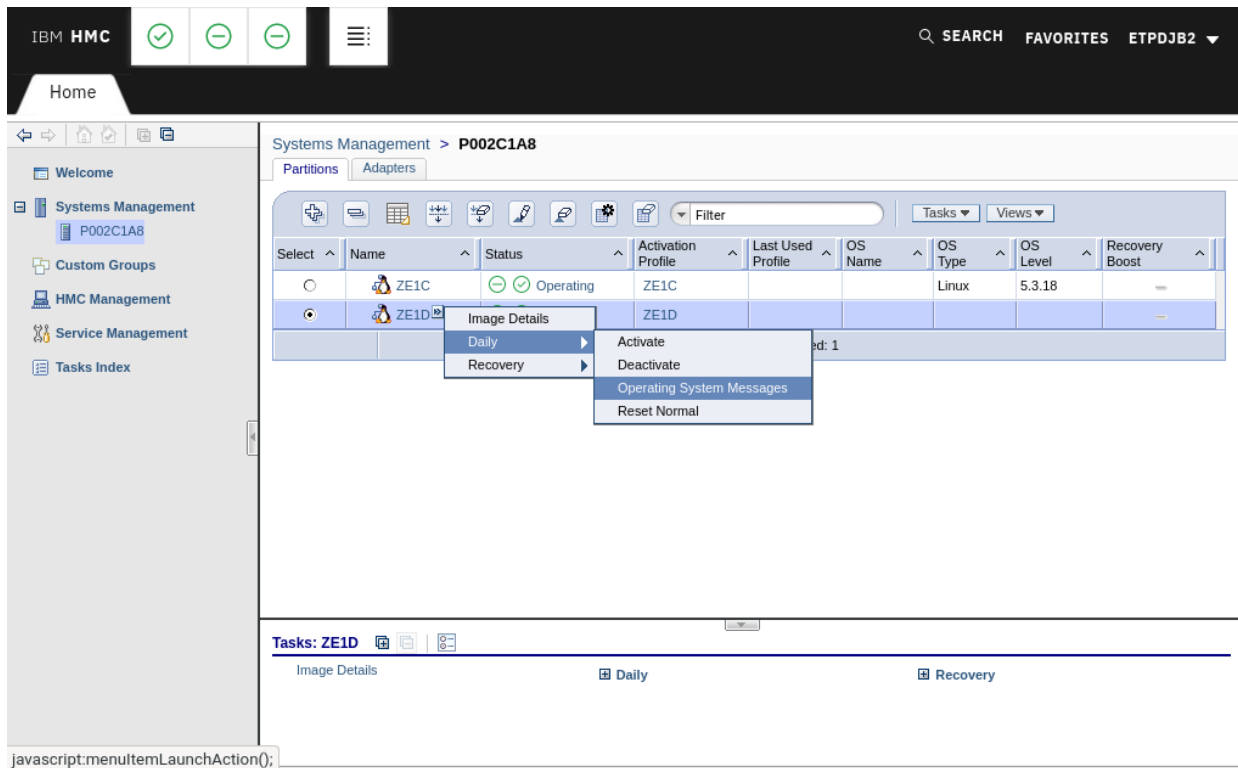 IBM HMC
SEARCH FAVORITES ETPDJB2
Home
Systems Management > P002C1A8
Partitions Adapters
Welcome
Systems Management
P002C1A8
Custom Groups
HMC Management
Service Management
Tasks Index
Filter Tasks Views
Select Name Status Activation Profile Last Used Profile OS Name OS Type OS Level Recovery Boost
ZE1C Operating ZE1C Linux 5.3.18
ZE1D ZE1D
Image Details
Daily
Recovery
Activate
Deactivate
Operating System Messages
Reset Normal
ed: 1
Tasks: ZE1D
Image Details Daily Recovery
javascript:menuItemLaunchAction();